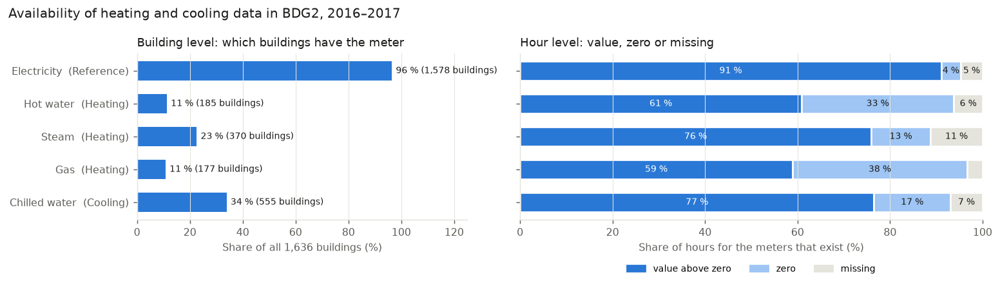 Availability of heating and cooling data in BDG2, 2016–2017
Building level: which buildings have the meter
Electricity (Reference)
96 % (1,578 buildings)
Hot water (Heating)
11 % (185 buildings)
Steam (Heating)
23 % (370 buildings)
Gas (Heating)
11 % (177 buildings)
Chilled water (Cooling)
34 % (555 buildings)
0 20 40 60 80 100 120
Share of all 1,636 buildings (%)
Hour level: value, zero or missing
91 % 4 % 5 %
61 % 33 % 6 %
76 % 13 % 11 %
59 % 38 %
77 % 17 % 7 %
0 20 40 60 80 100
Share of hours for the meters that exist (%)
value above zero zero missing